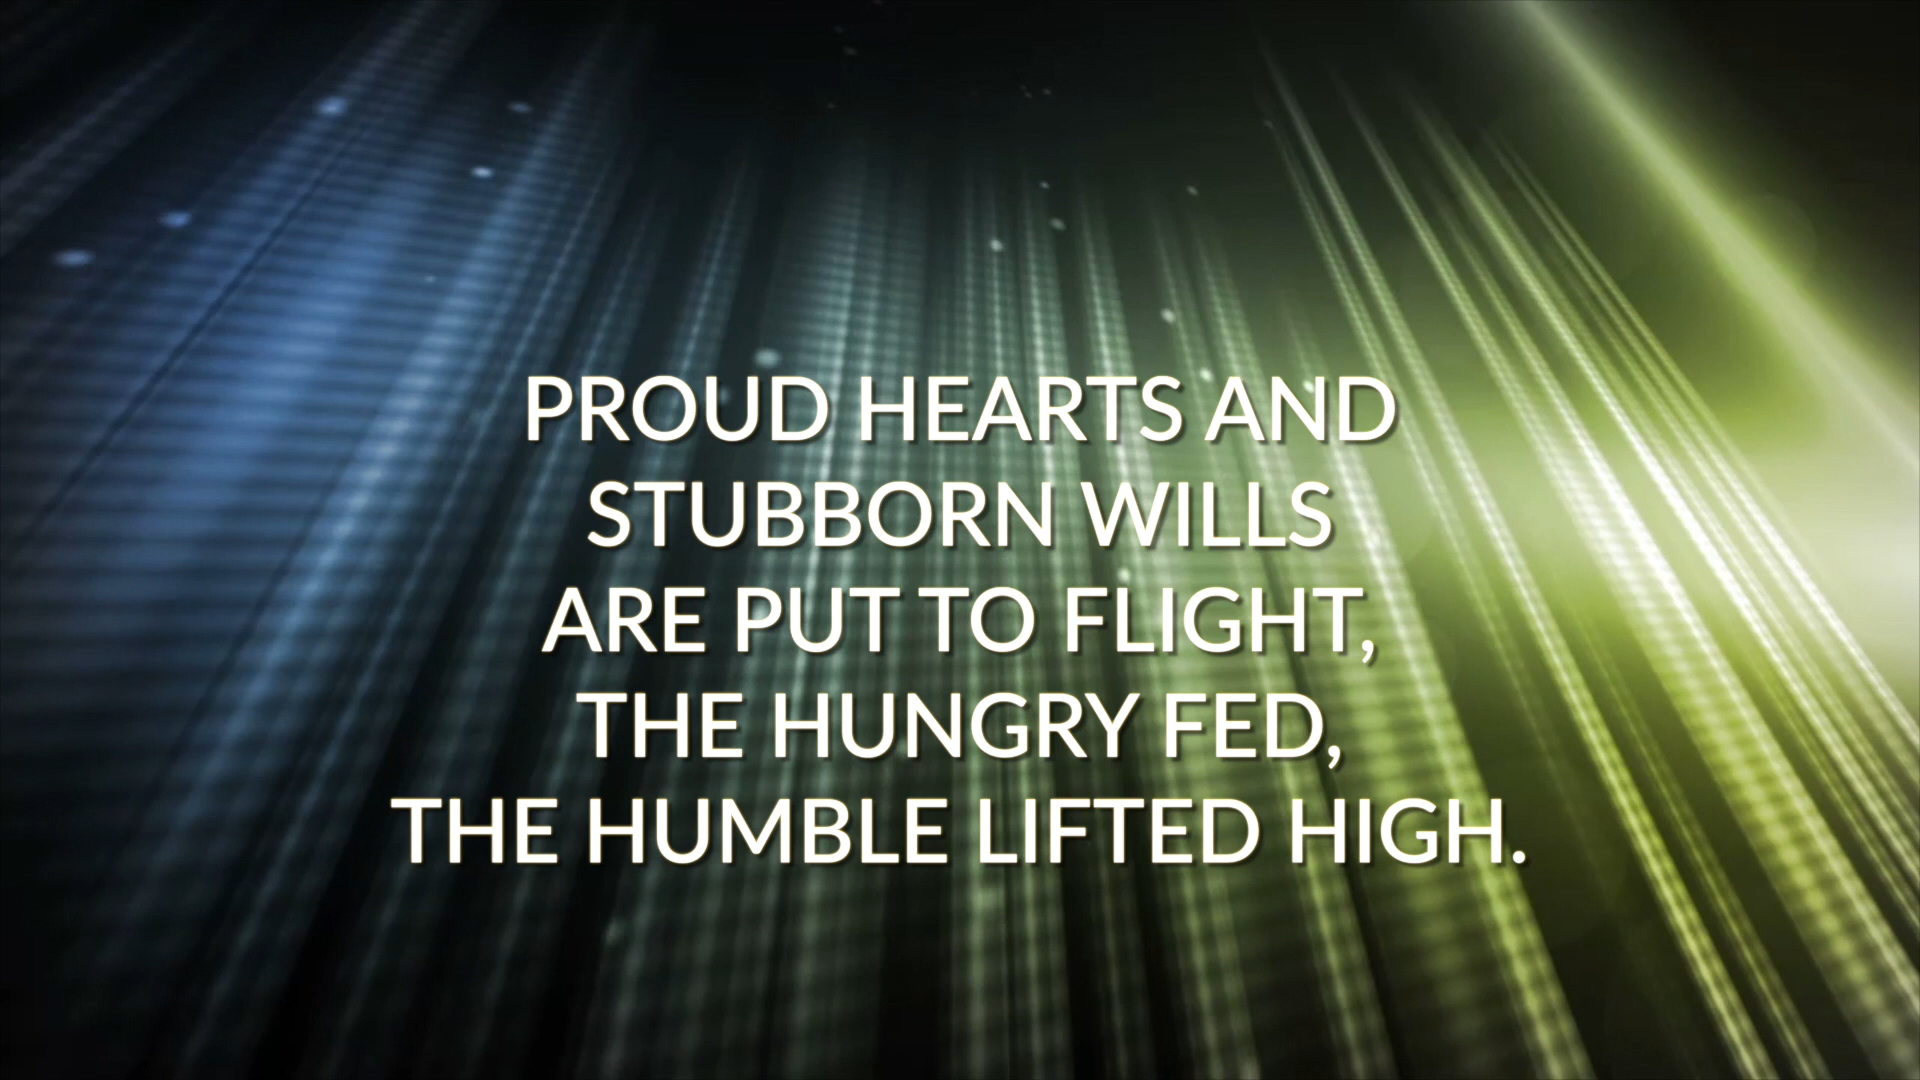 PROUD HEARTS AND
STUBBORN WILLS
ARE PUT TO FLIGHT,
THE HUNGRY FED,
THE HUMBLE LIFTED HIGH.